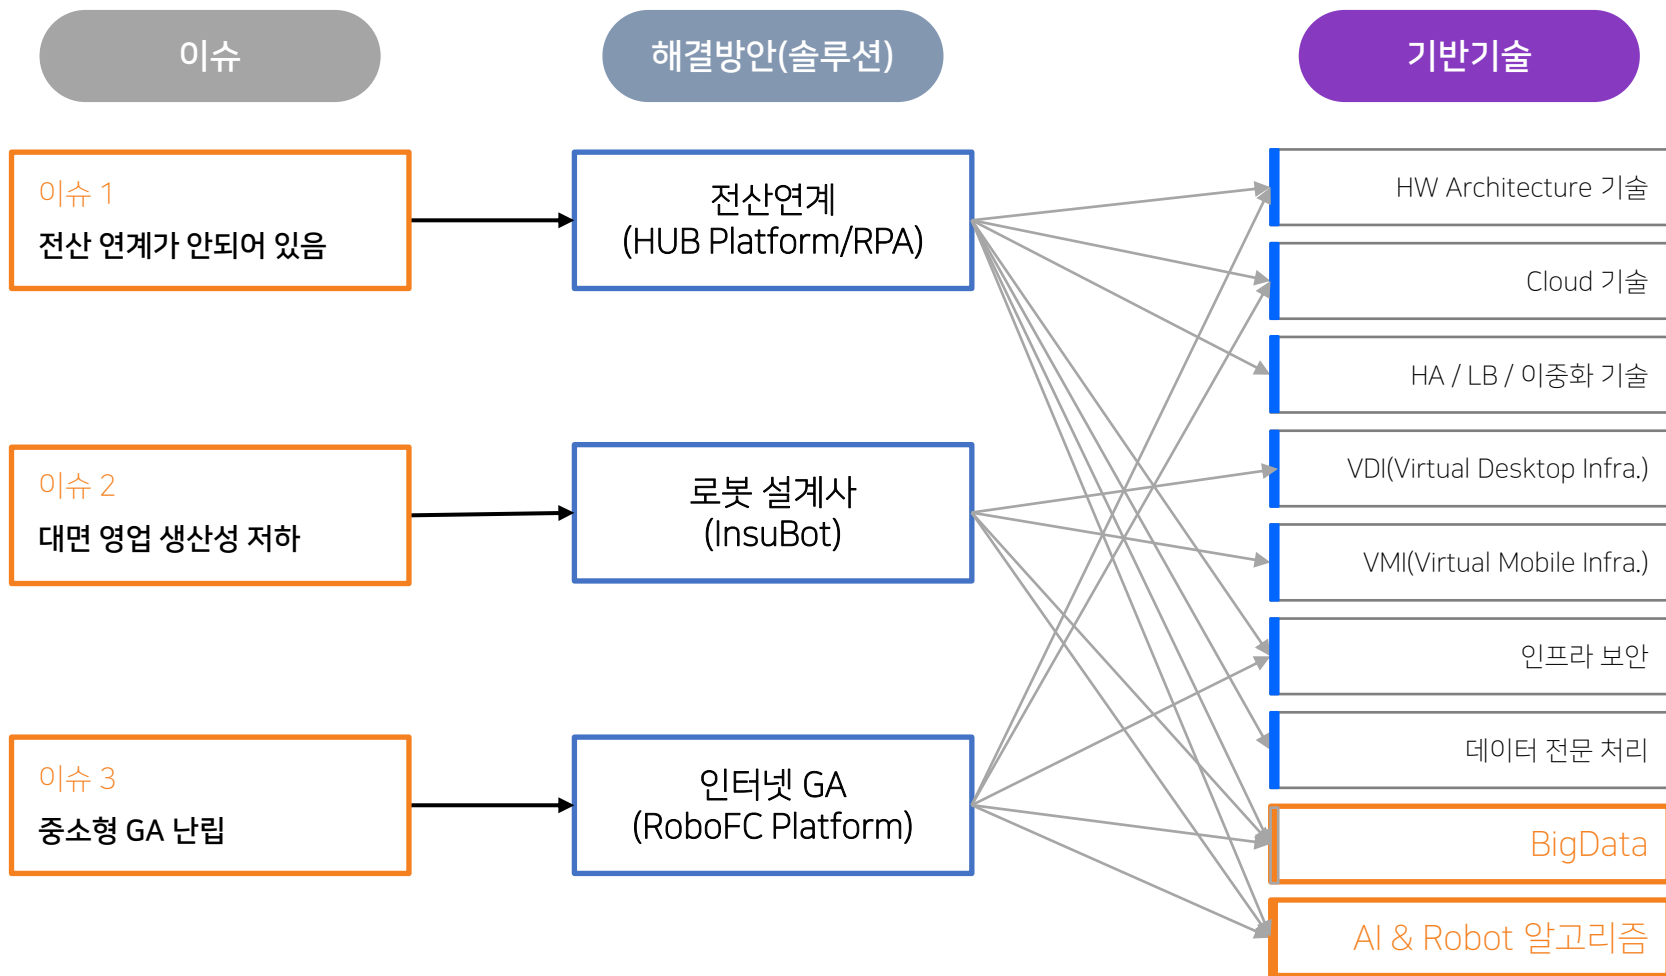 이슈
해결방안(솔루션)
기반기술
이슈 1
전산 연계가 안되어 있음
전산연계
(HUB Platform/RPA)
이슈 2
대면 영업 생산성 저하
로봇 설계사
(InsuBot)
이슈 3
중소형 GA 난립
인터넷 GA
(RoboFC Platform)
HW Architecture 기술
Cloud 기술
HA / LB / 이중화 기술
VDI(Virtual Desktop Infra.)
VMI(Virtual Mobile Infra.)
인프라 보안
데이터 전문 처리
BigData
AI & Robot 알고리즘